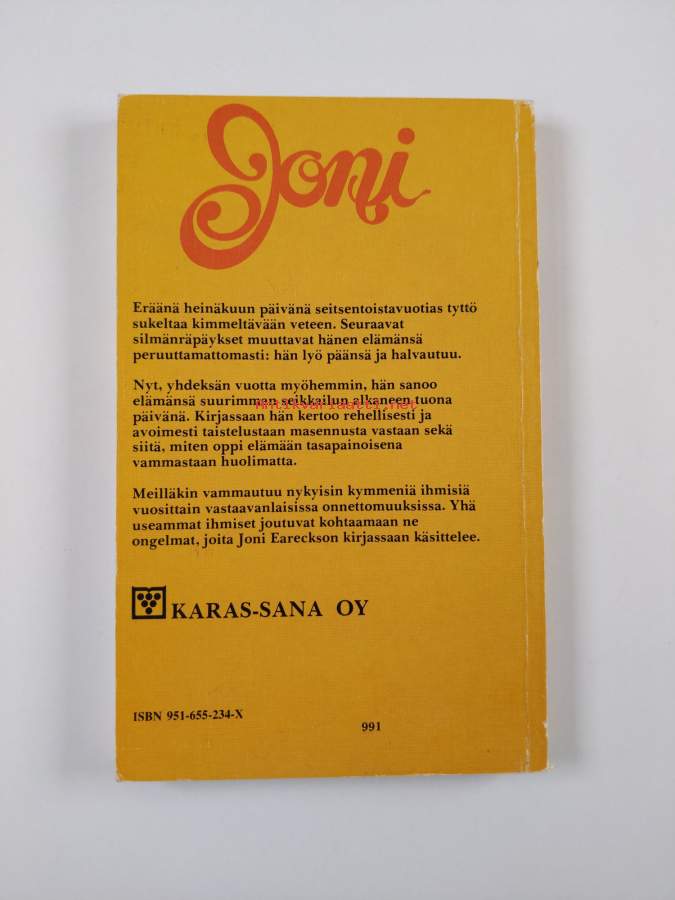 Joni
Eräänä heinäkuun päivänä seitsentoistavuotias tyttö
sukeltaa kimmeltävään veteen. Seuraavat
silmänräpäykset muuttavat hänen elämänsä
peruuttamattomasti: hän lyö päänsä ja halvautuu.
Nyt, yhdeksän vuotta myöhemmin, hän sanoo
elämänsä suurimman seikkailun alkaneen tuona
Antikvariaatti.net
päivänä. Kirjassaan hän kertoo rehellisesti ja
avoimesti taistelustaan masennusta vastaan sekä
siitä, miten oppi elämään tasapainoisena
vammastaan huolimatta.
Meilläkin vammautuu nykyisin kymmeniä ihmisiä
vuosittain vastaavanlaisissa onnettomuuksissa. Yhä
useammat ihmiset joutuvat kohtaamaan ne
ongelmat, joita Joni Eareckson kirjassaan käsittelee.
KARAS-SANA OY
ISBN 951-655-234-X
991